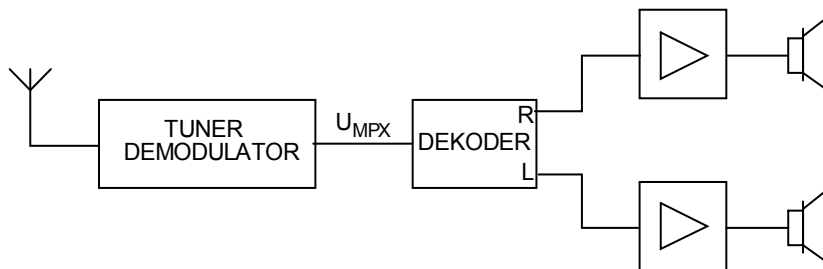 TUNER
DEMODULATOR
U_MPX
DEKODER
R
L